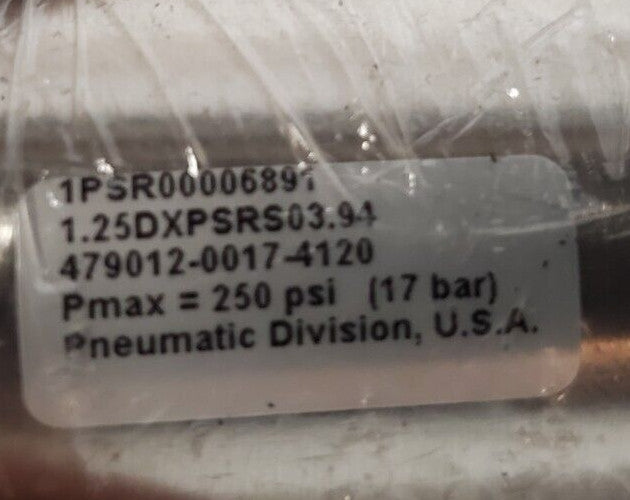 1PSR00006891
1.25DXPSRS03.94
479012-0017-4120
Pmax = 250 psi (17 bar)
Pneumatic Division, U.S.A.